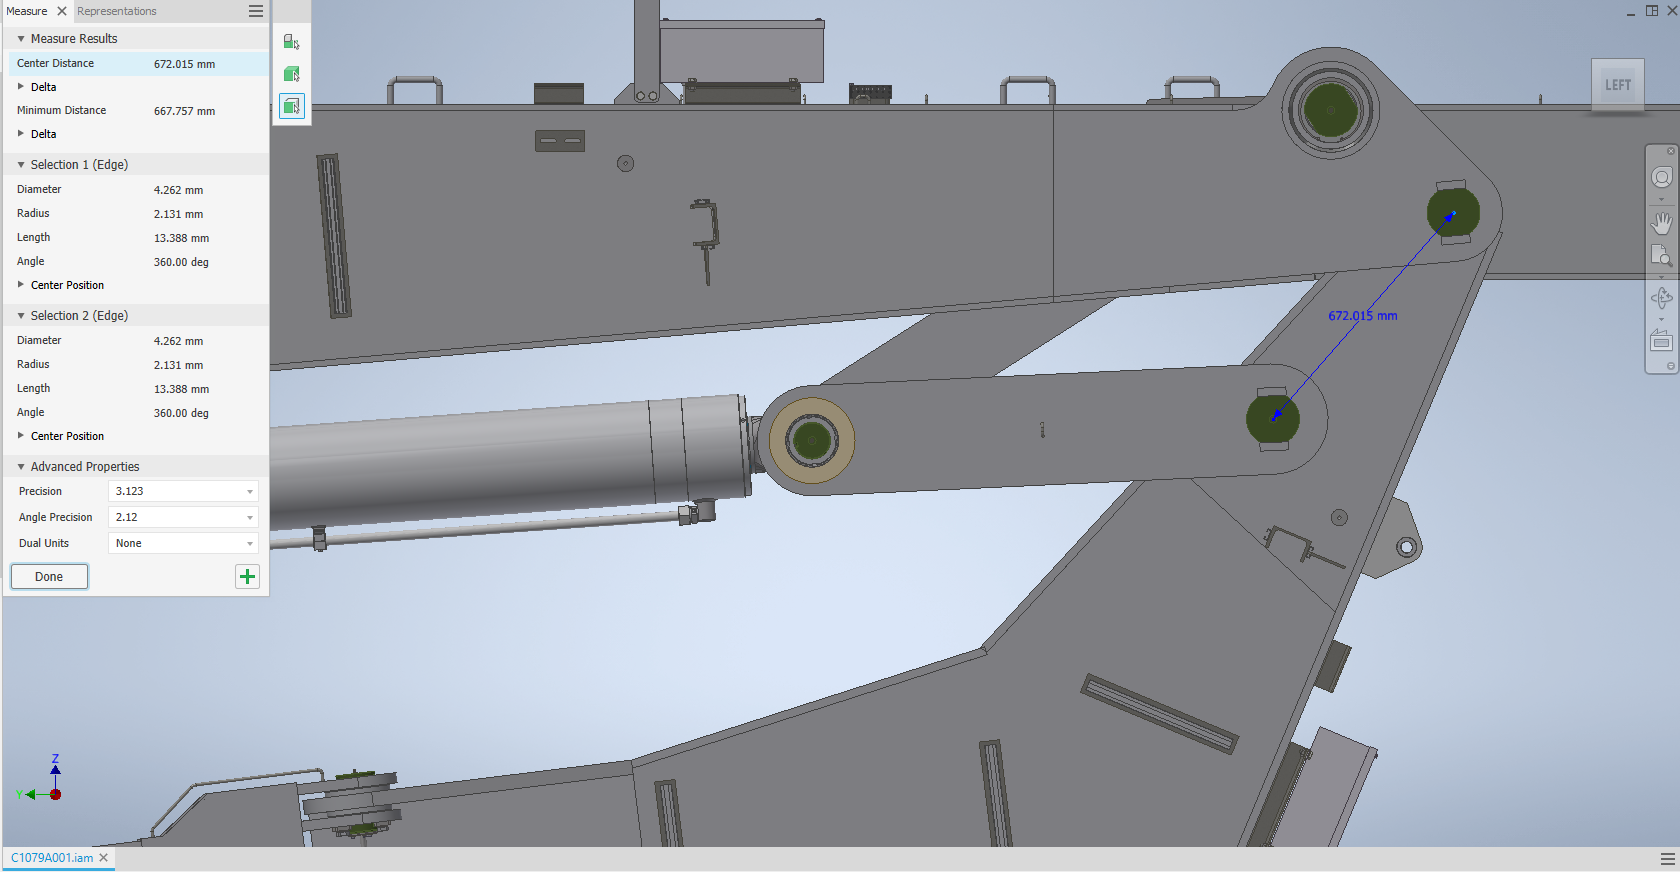 Measure
Representations
Measure Results
Center Distance 672.015 mm
Delta
Minimum Distance 667.757 mm
Delta
Selection 1 (Edge)
Diameter 4.262 mm
Radius 2.131 mm
Length 13.388 mm
Angle 360.00 deg
Center Position
Selection 2 (Edge)
Diameter 4.262 mm
Radius 2.131 mm
Length 13.388 mm
Angle 360.00 deg
Center Position
Advanced Properties
Precision 3.123
Angle Precision 2.12
Dual Units None
Done
LEFT
672.015 mm
Z
Y
C1079A001.iam